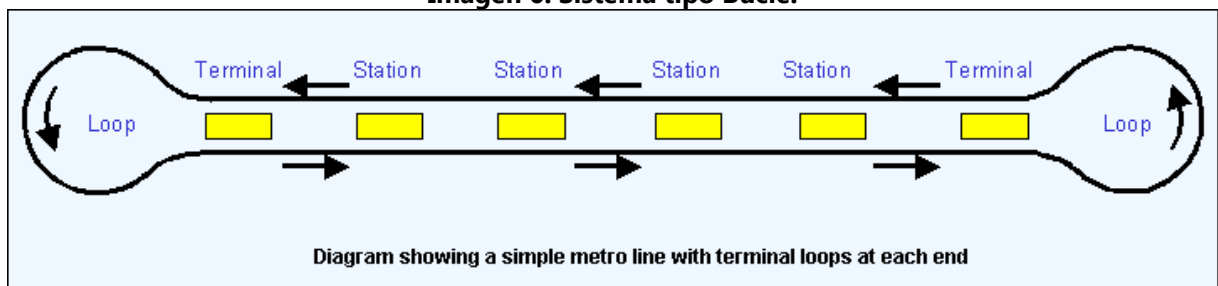 Imagen 6. Sistema tipo Bucle.
Terminal Station Station Station Station Terminal
Loop Loop
Diagram showing a simple metro line with terminal loops at each end